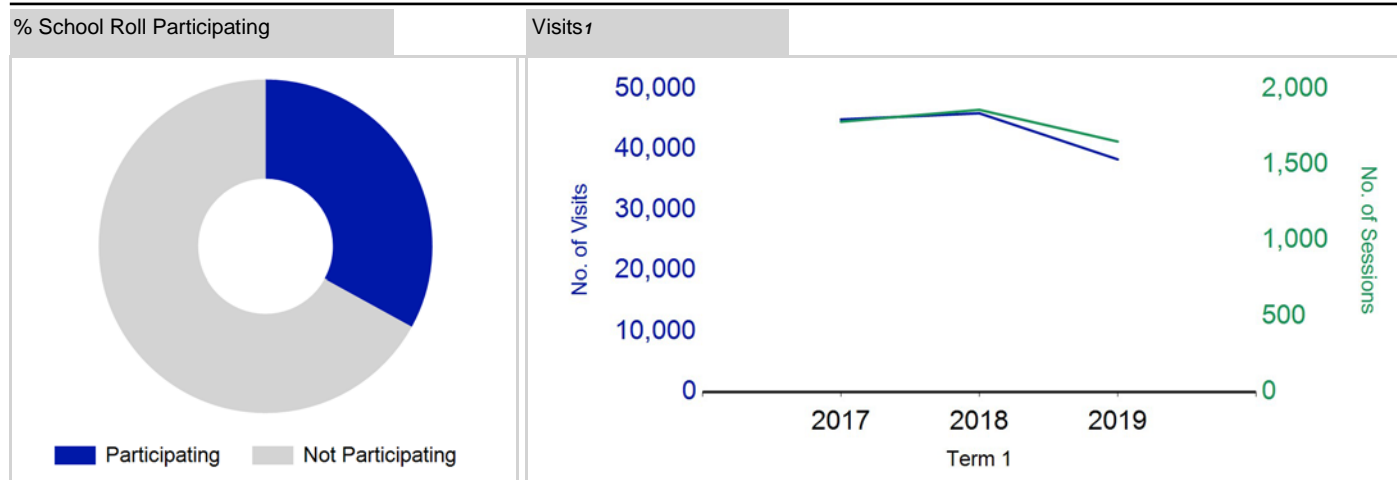 % School Roll Participating
Participating
Not Participating
Visits1
50,000
40,000
30,000
20,000
10,000
0
No. of Visits
2,000
1,500
1,000
500
0
No. of Sessions
2017
2018
2019
Term 1